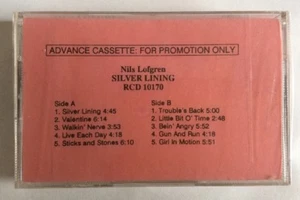 ADVANCE CASSETTE: FOR PROMOTION ONLY
Nils Lofgren
SILVER LINING
RCD 10170
Side A
1. Silver Lining 4:45
2. Valentine 6:14
3. Walkin' Nerve 3:53
4. Live Each Day 4:18
5. Sticks and Stones 6:10
Side B
1. Trouble's Back 5:00
2. Little Bit O' Time 2:48
3. Bein' Angry 5:52
4. Gun And Run 4:18
5. Girl In Motion 5:51